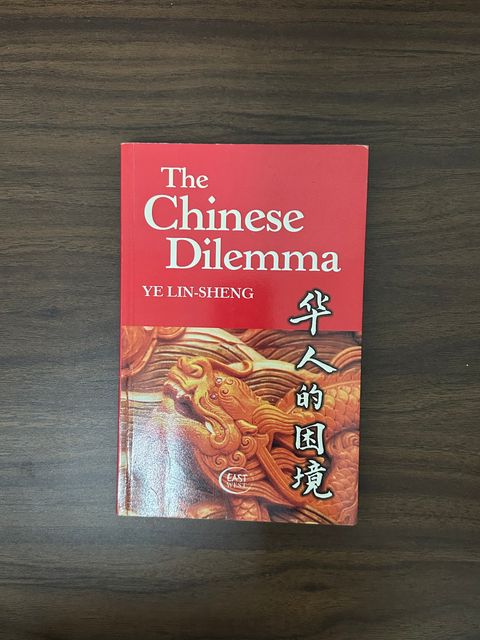 The
Chinese
Dilemma
YE LIN-SHENG
华人的困境
EAST
WEST